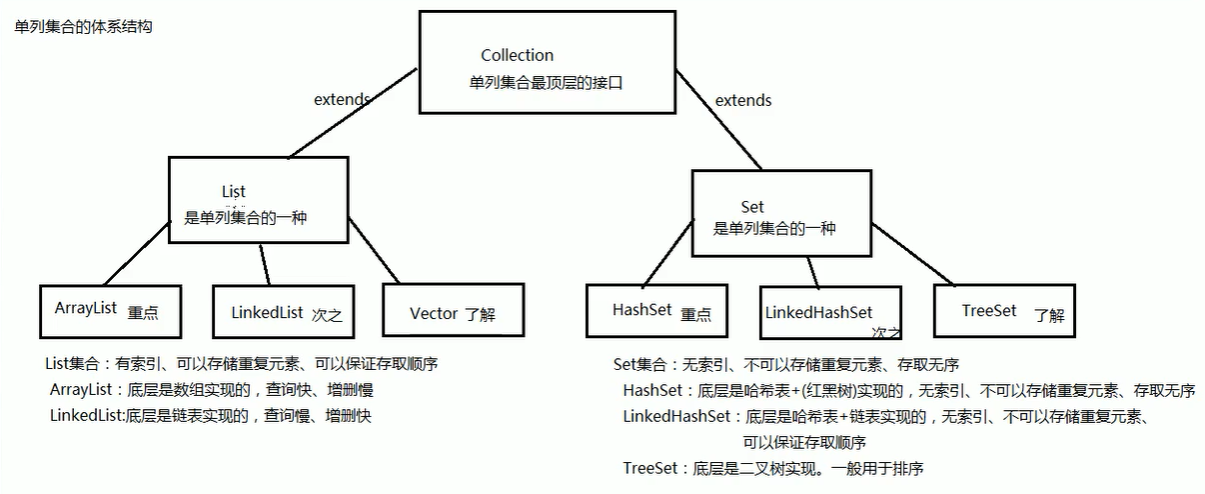 单列集合的体系结构
Collection
单列集合最顶层的接口
extends
extends
List
是单列集合的一种
Set
是单列集合的一种
ArrayList 重点
LinkedList 次之
Vector 了解
HashSet 重点
LinkedHashSet
次之
TreeSet 了解
List集合：有索引、可以存储重复元素、可以保证存取顺序
ArrayList：底层是数组实现的，查询快、增删慢
LinkedList:底层是链表实现的，查询慢、增删快
Set集合：无索引、不可以存储重复元素、存取无序
HashSet：底层是哈希表+(红黑树)实现的，无索引、不可以存储重复元素、存取无序
LinkedHashSet：底层是哈希表+链表实现的，无索引、不可以存储重复元素、
可以保证存取顺序
TreeSet：底层是二叉树实现。一般用于排序